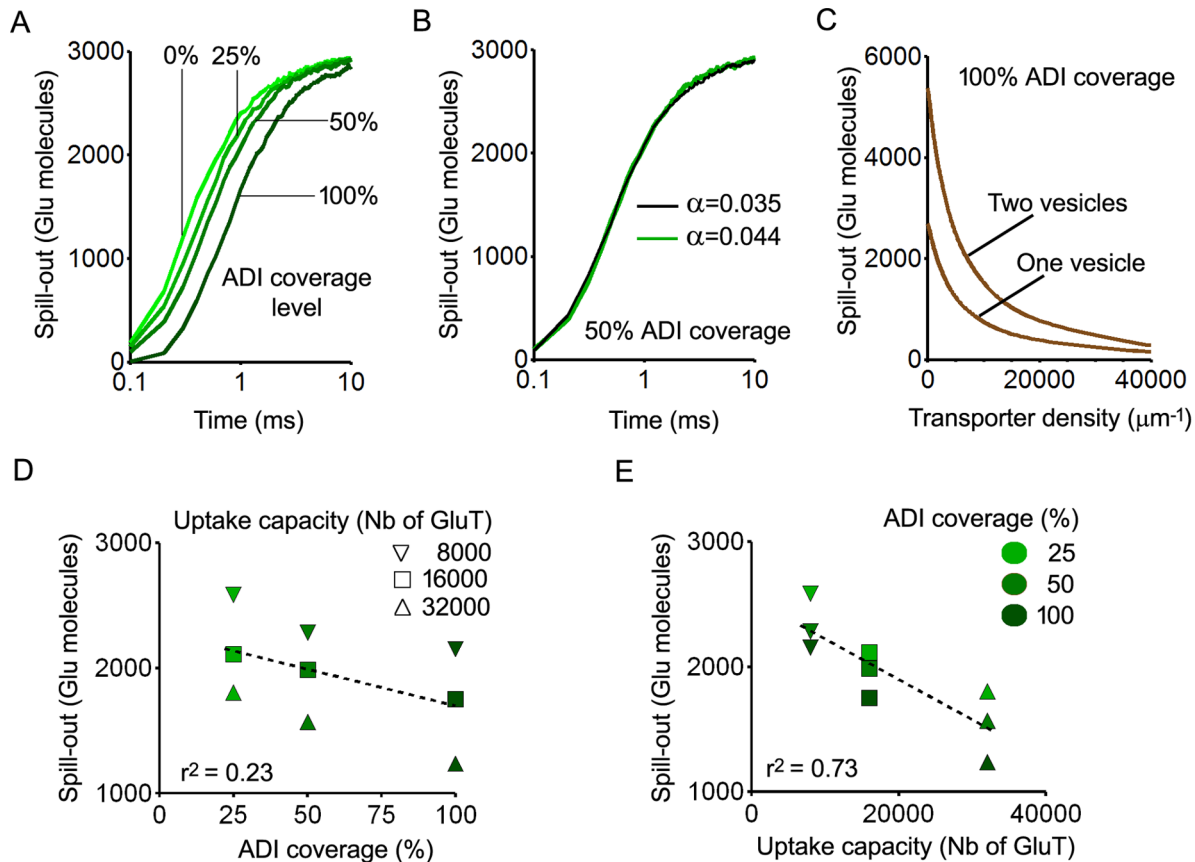 A
Spill-out (Glu molecules)
3000
2000
1000
0
0.1
1
10
Time (ms)
0%
25%
50%
100%
ADI coverage
level
B
Spill-out (Glu molecules)
3000
2000
1000
0
0.1
1
10
Time (ms)
α=0.035
α=0.044
50% ADI coverage
C
Spill-out (Glu molecules)
6000
4000
2000
0
0
20000
40000
Transporter density (μm⁻¹)
100% ADI coverage
Two vesicles
One vesicle
D
Uptake capacity (Nb of GluT)
8000
16000
32000
Spill-out (Glu molecules)
3000
2000
1000
r² = 0.23
0
25
50
75
100
ADI coverage (%)
E
ADI coverage (%)
25
50
100
Spill-out (Glu molecules)
3000
2000
1000
r² = 0.73
0
20000
40000
Uptake capacity (Nb of GluT)